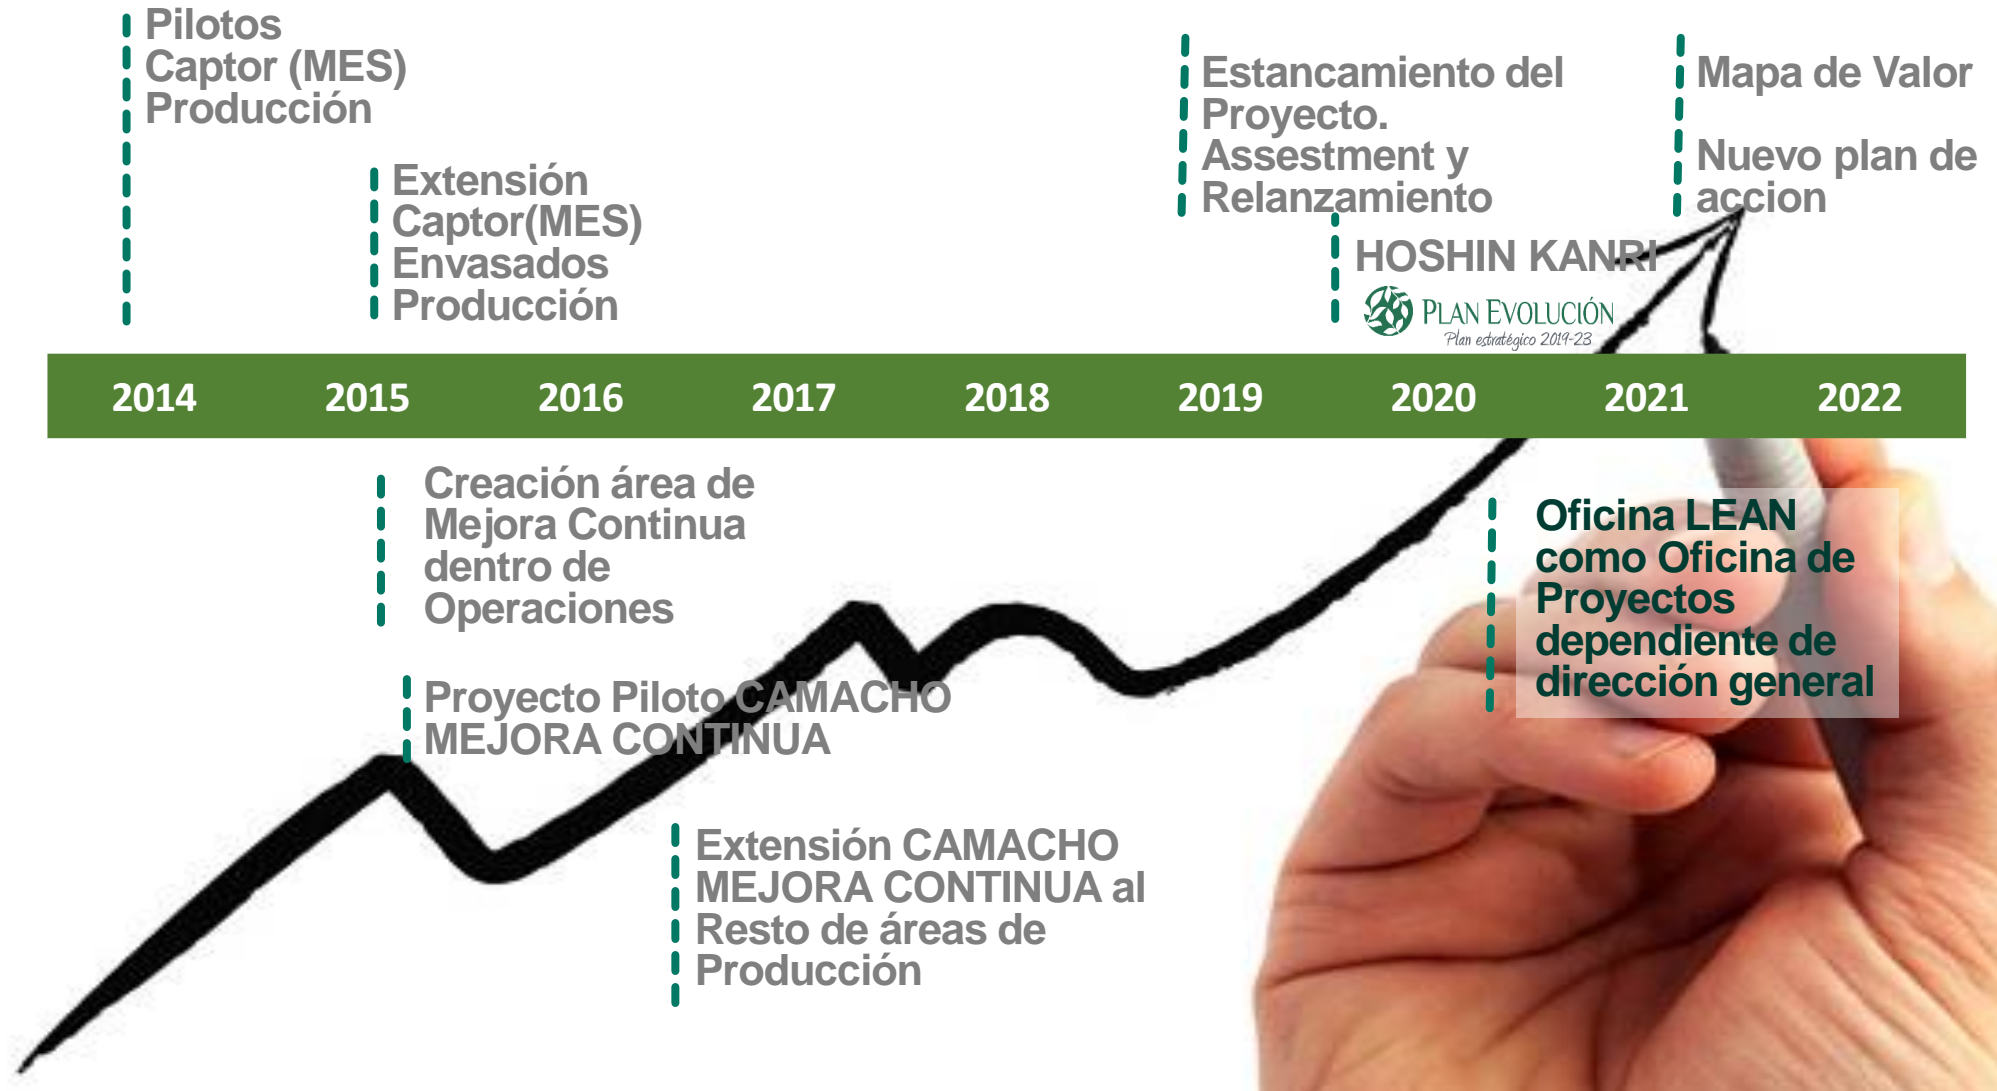 Pilotos
Captor (MES)
Producción
Extensión
Captor(MES)
Envasados
Producción
Estancamiento del
Proyecto.
Assestment y
Relanzamiento
HOSHIN KANRI
PLAN EVOLUCIÓN
Plan estratégico 2019-23
Mapa de Valor
Nuevo plan de
accion
2014 2015 2016 2017 2018 2019 2020 2021 2022
Creación área de
Mejora Continua
dentro de
Operaciones
Proyecto Piloto CAMACHO
MEJORA CONTINUA
Extensión CAMACHO
MEJORA CONTINUA al
Resto de áreas de
Producción
Oficina LEAN
como Oficina de
Proyectos
dependiente de
dirección general